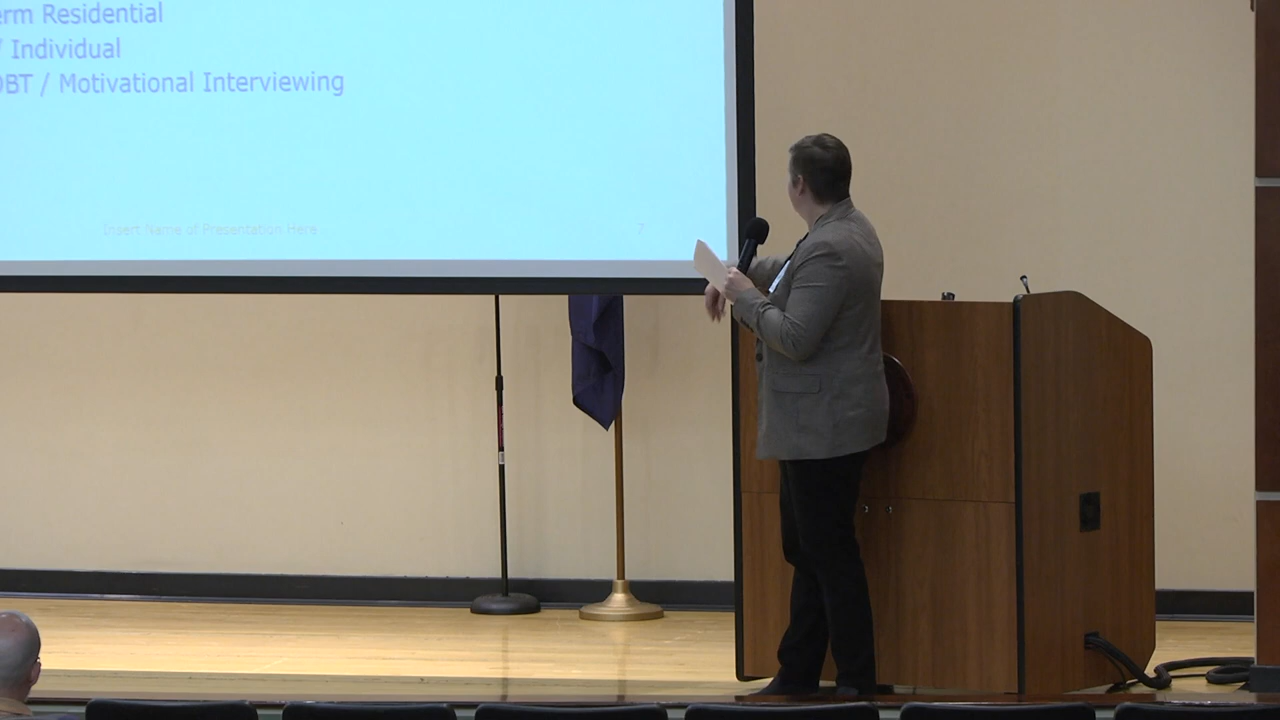 erm Residential
/ Individual
DBT / Motivational Interviewing
Insert Name of Presentation Here
7